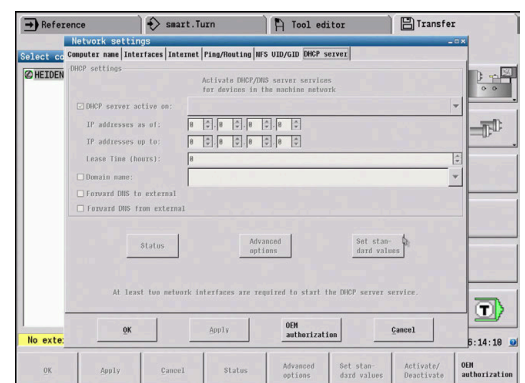 Reference
smart.Turn
Tool editor
Transfer
Network settings
Select co
Computer name Interfaces Internet Ping/Routing NFS UID/GID DHCP server
HEIDEN
DHCP settings
Activate DHCP/DNS server services
for devices in the machine network
DHCP server active on:
IP addresses as of: 0 . 0 . 0 . 0
IP addresses up to: 0 . 0 . 0 . 0
Lease Time (hours): 0
Domain name:
Forward DNS to external
Forward DNS from external
Status
Advanced
options
Set stan-
dard values
At least two network interfaces are required to start the DHCP server service.
OK
Apply
OEM
authorization
Cancel
T
No exte
6:14:10
OK
Apply
Cancel
Status
Advanced
options
Set stan-
dard values
Activate/
Deactivate
OEM
authorization